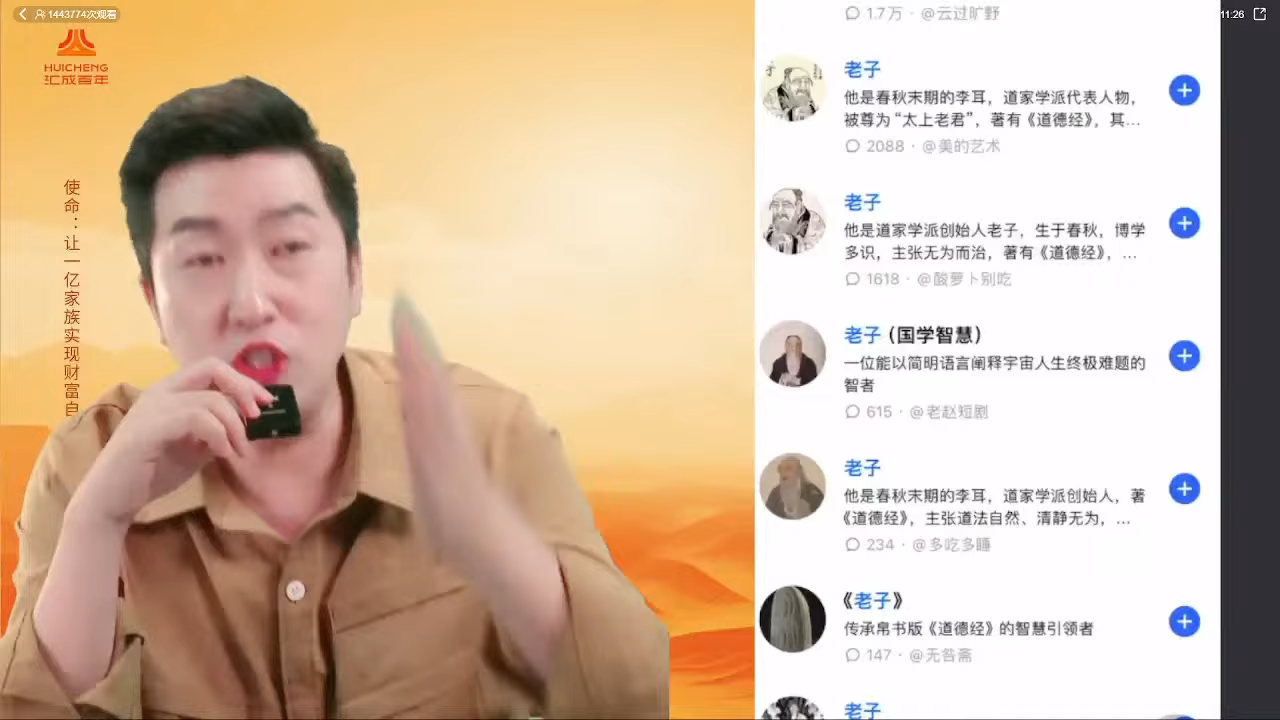 1443774次观看
HUICHENG
汇成百年
使命：让一亿家族实现财富自
1.7万 · @云过旷野
老子
他是春秋末期的李耳，道家学派代表人物，
被尊为“太上老君”，著有《道德经》，其...
2088 · @美的艺术
老子
他是道家学派创始人老子，生于春秋，博学
多识，主张无为而治，著有《道德经》，...
1618 · @酸萝卜别吃
老子（国学智慧）
一位能以简明语言阐释宇宙人生终极难题的
智者
615 · @老赵短剧
老子
他是春秋末期的李耳，道家学派创始人，著
《道德经》，主张道法自然、清静无为，...
234 · @多吃多睡
《老子》
传承帛书版《道德经》的智慧引领者
147 · @无咎斋
老子
11:26